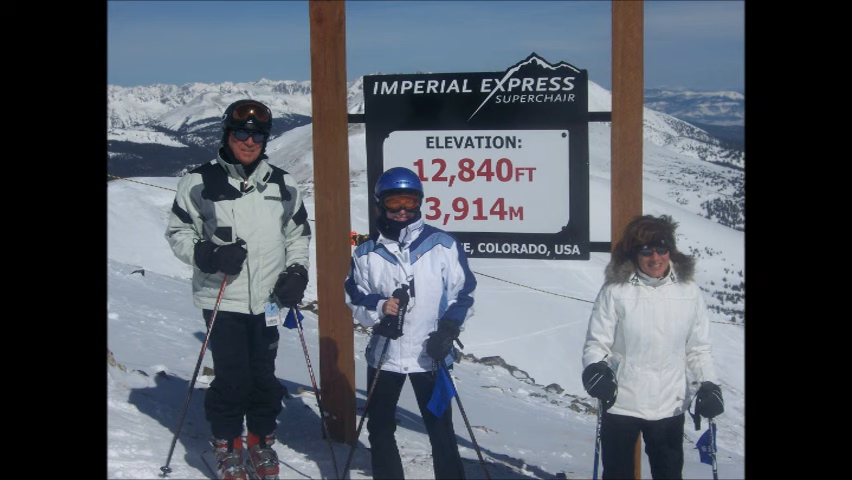 IMPERIAL EXPRESS
SUPERCHAIR
ELEVATION:
12,840FT
3,914M
, COLORADO, USA